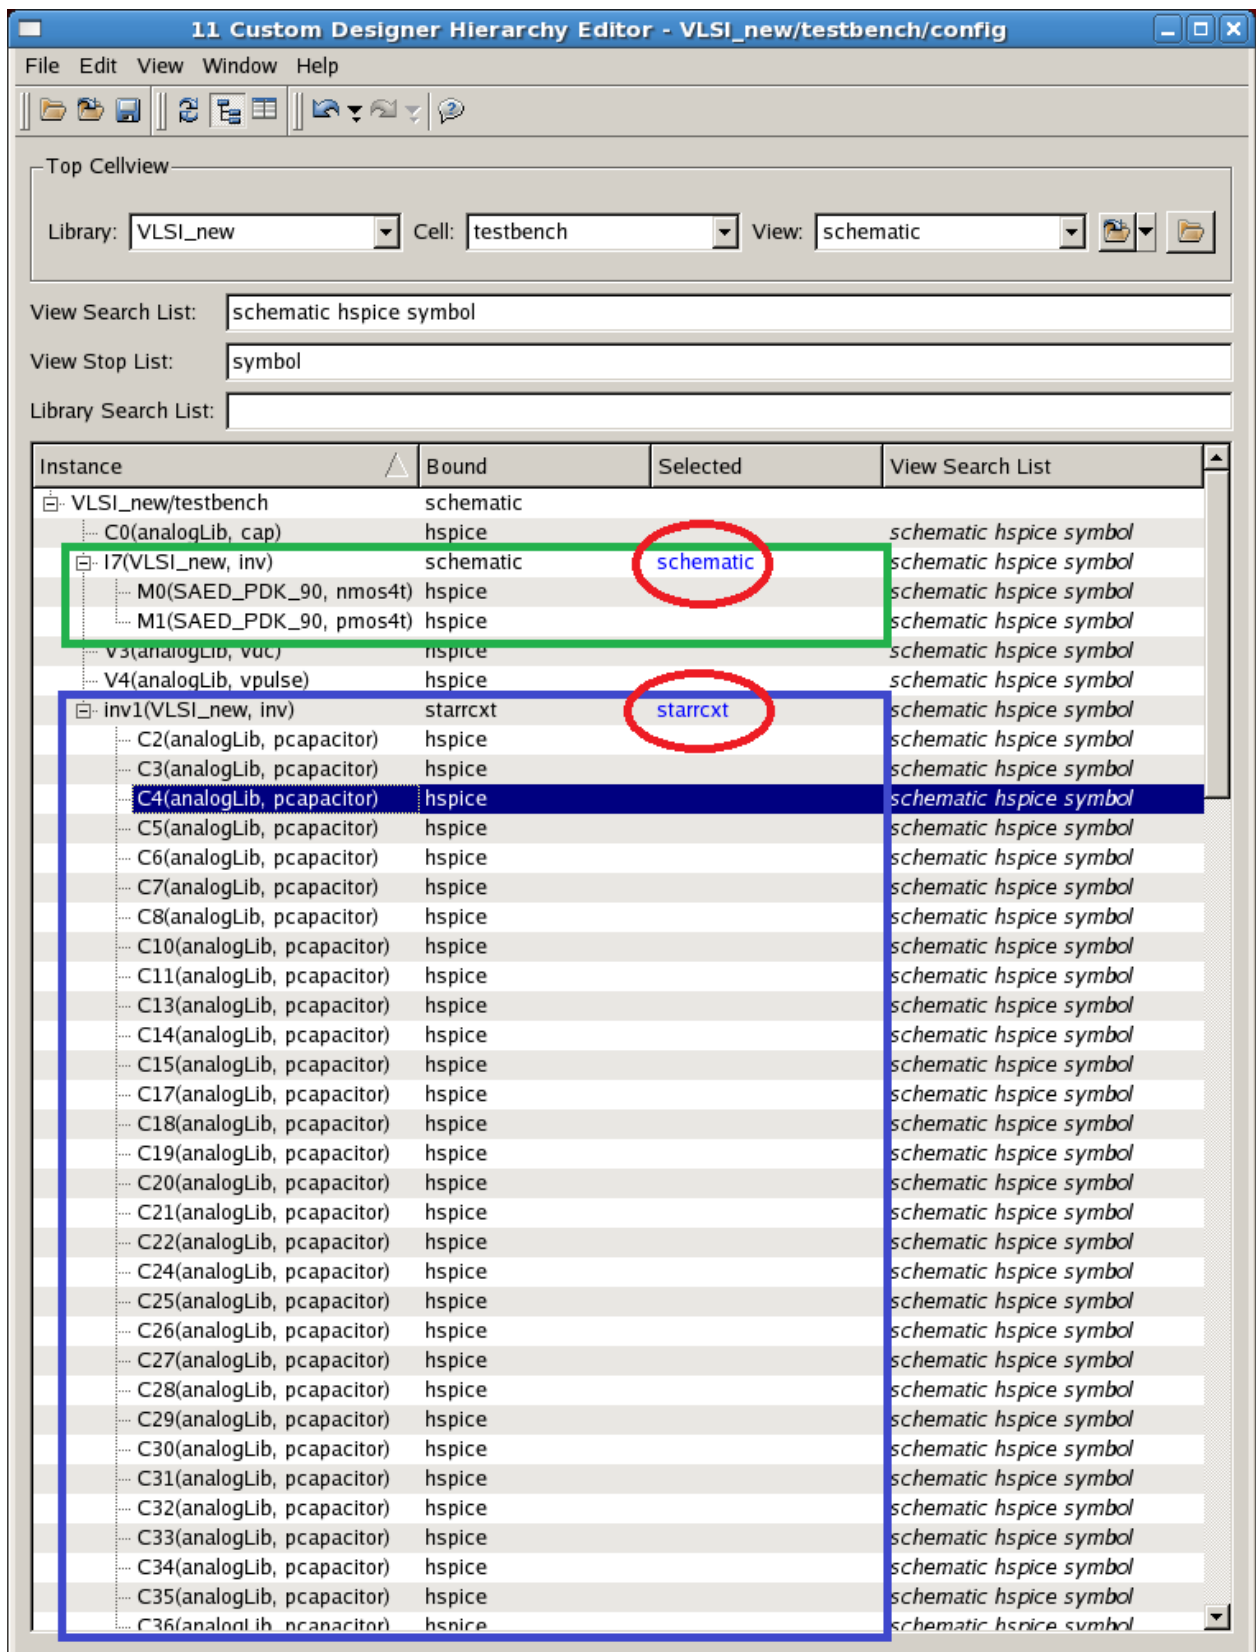 11 Custom Designer Hierarchy Editor - VLSI_new/testbench/config
File Edit View Window Help
Top Cellview
Library: VLSI_new Cell: testbench View: schematic
View Search List: schematic hspice symbol
View Stop List: symbol
Library Search List:
Instance Bound Selected View Search List
VLSI_new/testbench schematic
C0(analogLib, cap) hspice schematic hspice symbol
I7(VLSI_new, inv) schematic schematic schematic hspice symbol
M0(SAED_PDK_90, nmos4t) hspice schematic hspice symbol
M1(SAED_PDK_90, pmos4t) hspice schematic hspice symbol
V3(analogLib, vdc) hspice schematic hspice symbol
V4(analogLib, vpulse) hspice schematic hspice symbol
inv1(VLSI_new, inv) starrcxt starrcxt schematic hspice symbol
C2(analogLib, pcapacitor) hspice schematic hspice symbol
C3(analogLib, pcapacitor) hspice schematic hspice symbol
C4(analogLib, pcapacitor) hspice schematic hspice symbol
C5(analogLib, pcapacitor) hspice schematic hspice symbol
C6(analogLib, pcapacitor) hspice schematic hspice symbol
C7(analogLib, pcapacitor) hspice schematic hspice symbol
C8(analogLib, pcapacitor) hspice schematic hspice symbol
C10(analogLib, pcapacitor) hspice schematic hspice symbol
C11(analogLib, pcapacitor) hspice schematic hspice symbol
C13(analogLib, pcapacitor) hspice schematic hspice symbol
C14(analogLib, pcapacitor) hspice schematic hspice symbol
C15(analogLib, pcapacitor) hspice schematic hspice symbol
C17(analogLib, pcapacitor) hspice schematic hspice symbol
C18(analogLib, pcapacitor) hspice schematic hspice symbol
C19(analogLib, pcapacitor) hspice schematic hspice symbol
C20(analogLib, pcapacitor) hspice schematic hspice symbol
C21(analogLib, pcapacitor) hspice schematic hspice symbol
C22(analogLib, pcapacitor) hspice schematic hspice symbol
C24(analogLib, pcapacitor) hspice schematic hspice symbol
C25(analogLib, pcapacitor) hspice schematic hspice symbol
C26(analogLib, pcapacitor) hspice schematic hspice symbol
C27(analogLib, pcapacitor) hspice schematic hspice symbol
C28(analogLib, pcapacitor) hspice schematic hspice symbol
C29(analogLib, pcapacitor) hspice schematic hspice symbol
C30(analogLib, pcapacitor) hspice schematic hspice symbol
C31(analogLib, pcapacitor) hspice schematic hspice symbol
C32(analogLib, pcapacitor) hspice schematic hspice symbol
C33(analogLib, pcapacitor) hspice schematic hspice symbol
C34(analogLib, pcapacitor) hspice schematic hspice symbol
C35(analogLib, pcapacitor) hspice schematic hspice symbol
C36(analogLib, pcapacitor) hspice schematic hspice symbol